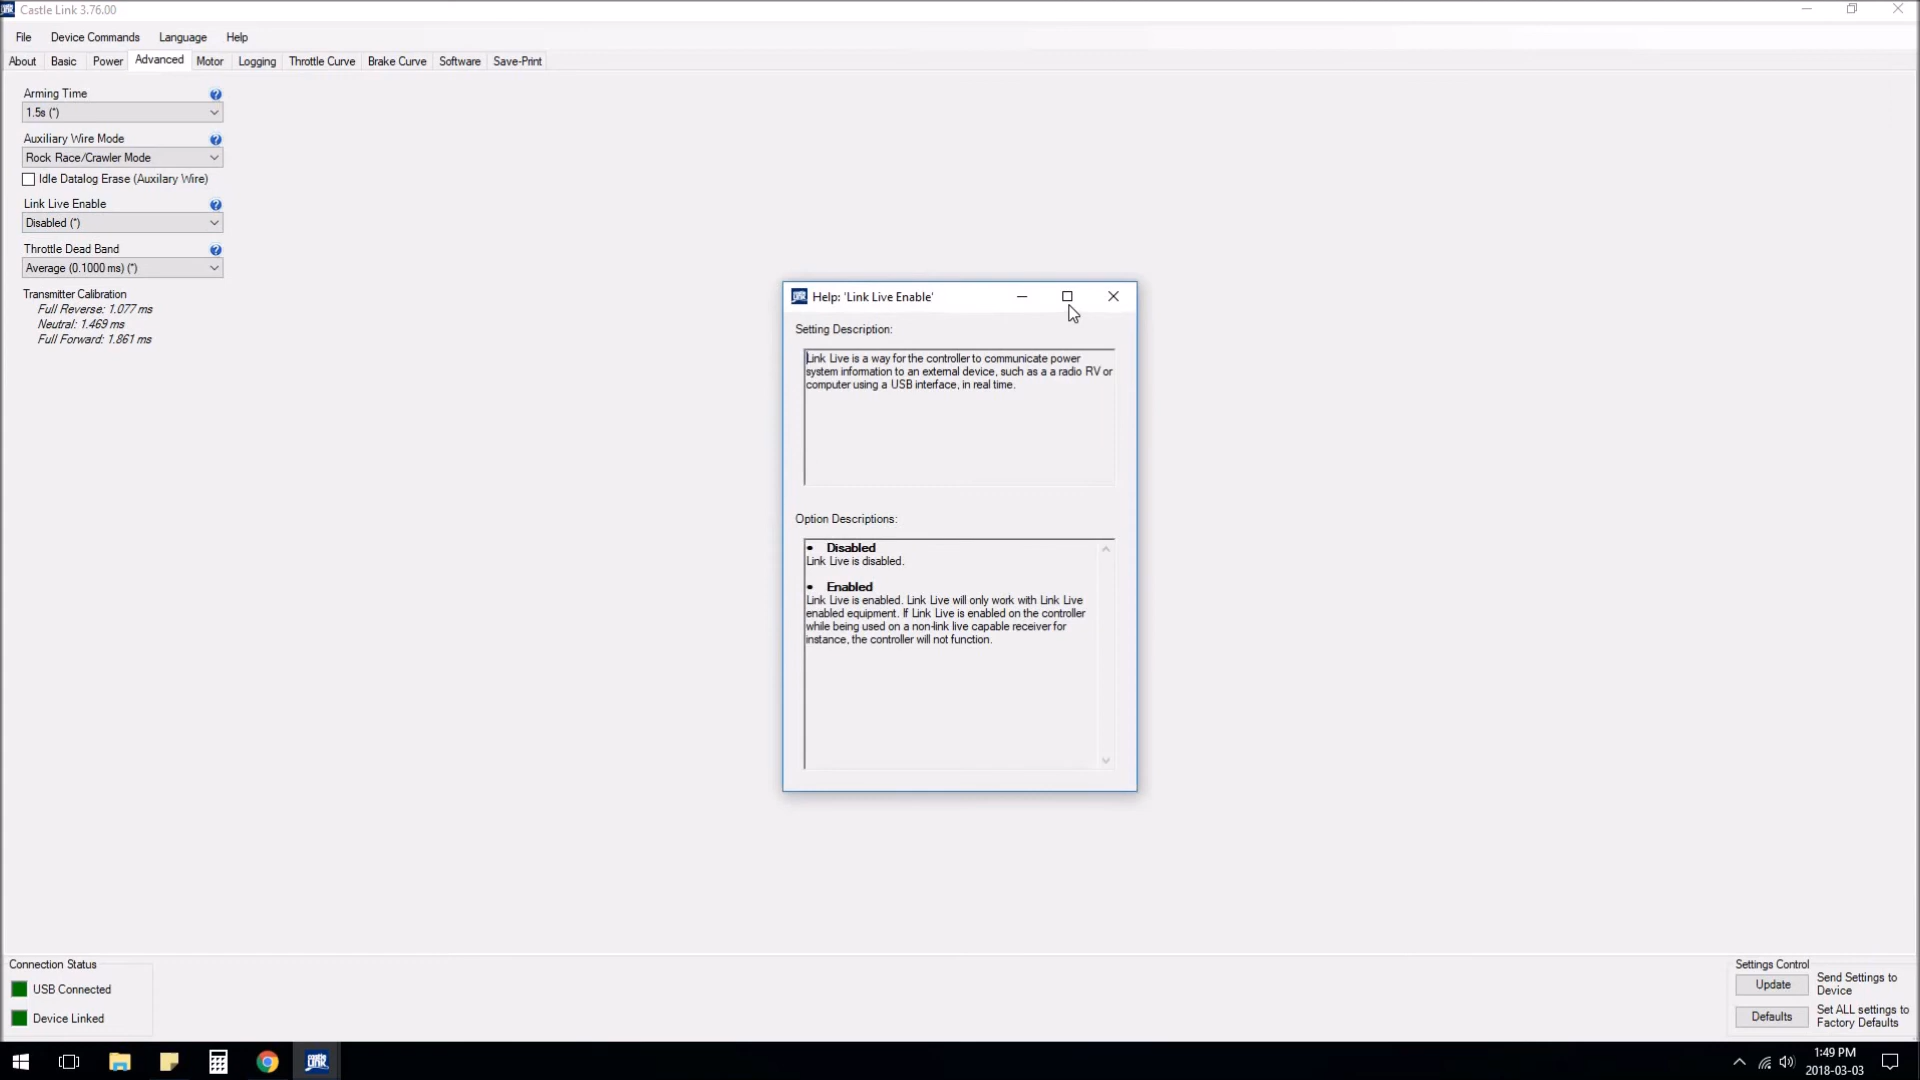 Castle Link 3.76.00
File Device Commands Language Help
About Basic Power Advanced Motor Logging Throttle Curve Brake Curve Software Save-Print
Arming Time
1.5s (*)
Auxiliary Wire Mode
Rock Race/Crawler Mode
Idle Datalog Erase (Auxilary Wire)
Link Live Enable
Disabled (*)
Throttle Dead Band
Average (0.1000 ms) (*)
Transmitter Calibration
Full Reverse: 1.077 ms
Neutral: 1.469 ms
Full Forward: 1.861 ms
Help: 'Link Live Enable'
Setting Description:
Link Live is a way for the controller to communicate power
system information to an external device, such as a a radio RV or
computer using a USB interface, in real time.
Option Descriptions:
• Disabled
Link Live is disabled.
• Enabled
Link Live is enabled. Link Live will only work with Link Live
enabled equipment. If Link Live is enabled on the controller
while being used on a non-link live capable receiver for
instance, the controller will not function.
Connection Status
USB Connected
Device Linked
Settings Control
Update
Send Settings to
Device
Defaults
Set ALL settings to
Factory Defaults
castle
LINK
1:49 PM
2018-03-03